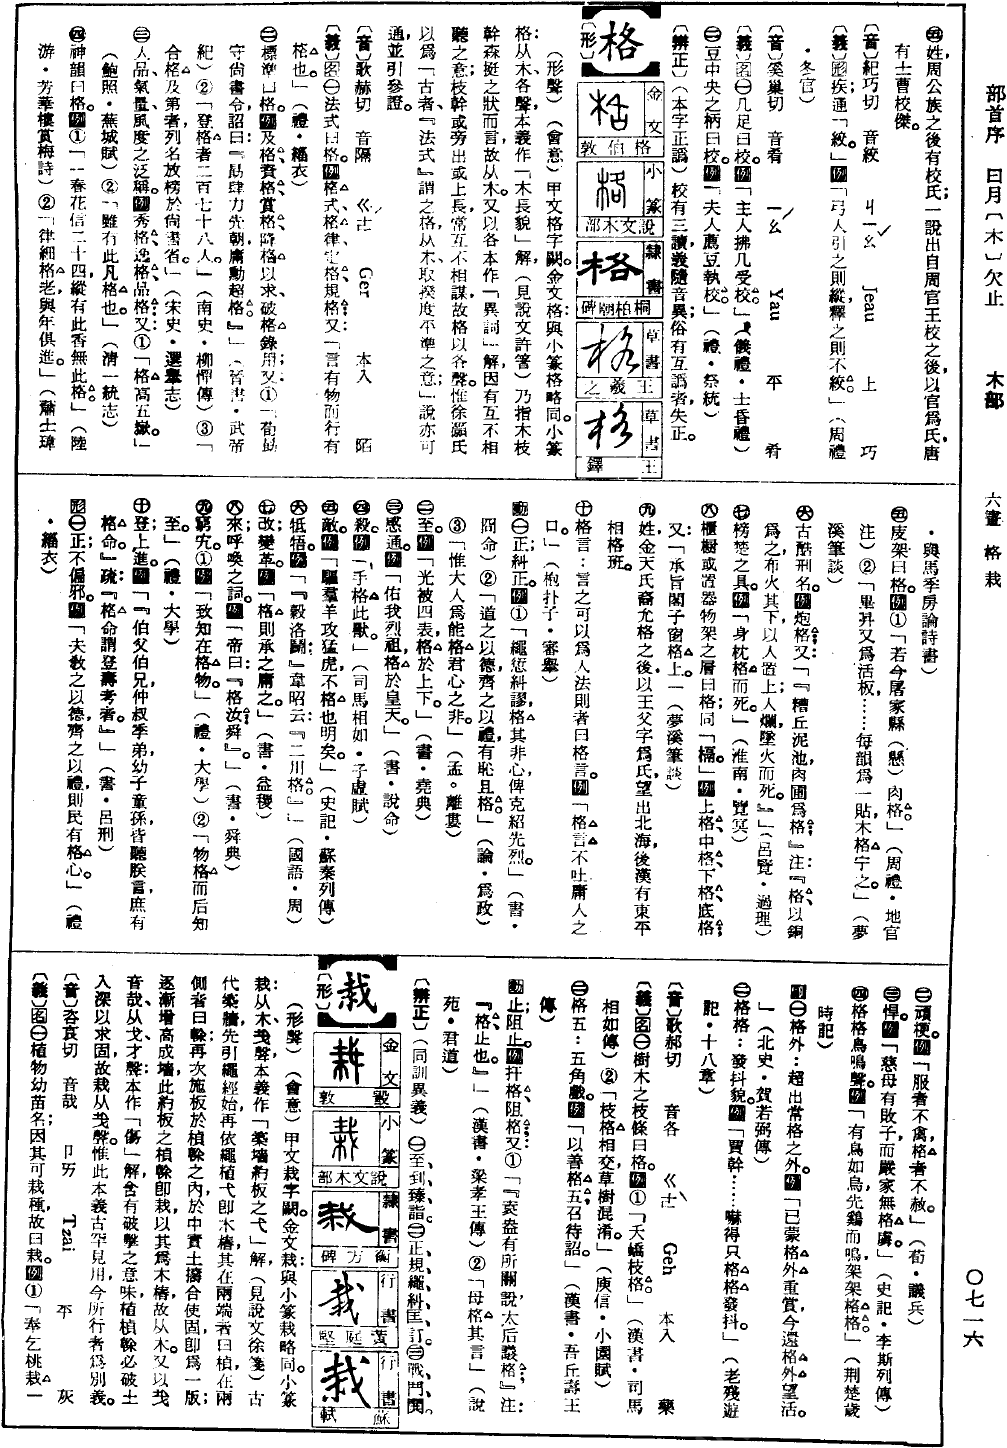 部首序 日月〔木〕欠止 木部 六畫 格 栽 〇七一六
㈣姓,周公族之後有校氏;一說出自周官王校之後以官爲氏唐
有士曹校傑。
〔音〕紀巧切 音絞 ㄐㄧㄠˇ Jeau 上 巧
〔義〕㊀疾通「絞」例「弓人引之則縱釋之則不絞。」(周禮
・冬官)
〔音〕奚巢切 音肴 ㄧㄠˊ Yau 平 肴
〔義〕名㊀几足曰校。例「主人拂几受校。」(儀禮・士昏禮)
㊁豆中央之柄曰校。例「夫人薦豆執校。」(禮・祭統)
〔辨正〕(本字正譌)校有三讀義隨音異俗有互譌者失正。
格
〔形〕
金文 格伯敦
小篆 說文木部
隸書 桐柏廟碑
草書 王羲之
草書 王鐸
(形聲)(會意)甲文格字闕金文格與小篆格略同。小篆
格从木、各聲本義作「木長貌」解(見說文許箸)乃指木枝
幹森挺之狀而言,故从木。又以各本作「異詞」解因有互不相
聽之意,枝幹或旁出或上長常互不相謀,故格以各聲。惟徐灝氏
以爲「古者『法式』謂之格,从木取揆度平準之意」說亦可
通並引參證。
〔音〕歌赫切 音隔 ㄍㄜˊ Ger 本入 陌
〔義〕名㊀法式曰格。例格式、格律、定格、規格;又「言有物而行有
格也。」(禮・緇衣)
㊁標準曰格。例及格、資格、賞格、降格以求、破格錄用;又①「荀勗
守尚書令,詔曰『勗肆力先朝庸勳超格。』」(晉書・武帝
紀)②「登格者二百七十八人。」(南史・柳惲傳)③「
合格及第者列名放榜於尚書省。」(宋史・選舉志)
㊂人品、氣量、風度之泛稱。例秀格、逸格、品格;又①「格高五嶽」
(鮑照・蕪城賦)②「雖有此凡格也。」(清一統志)
㊃神韻曰格。例①「一春花信二十四,縱有此香無此格。」(陸
游・芳華樓賞梅詩)②「律細格老與年俱進。」(蕭士瑋
・與馬季房論詩書)
㊄庋架曰格。例①「若今屠家縣(懸)肉格。」(周禮・地官
注)②「畢昇又爲活板,……每韻爲一貼,木格宁之。」(夢
溪筆談)
㊅古酷刑名。例炮格;又「『糟丘泥池肉圃爲格』注:『格以銅
爲之布火其下以人置上,人爛墜火而死。』」(呂覽・過理)
㊆榜楚之具。例「身枕格而死。」(淮南・覽冥)
㊇櫃櫥或置器物架之層曰格;同「槅」例上格、中格、下格、底格;
又:「承旨閣子窗格上。」(夢溪筆談)
㊈姓,金天氏裔允格之後以王父字爲氏,望出北海,後漢有東平
相格班。
㊉格言:言之可以爲人法則者曰格言。例「格言不吐庸人之
口。」(抱朴子・審舉)
動㊀正;糾正。例①「繩愆糾謬,格其非心,俾克紹先烈。」(書・
冏命)②「道之以德,齊之以禮,有恥且格。」(論・爲政)
③「惟大人爲能格君心之非。」(孟・離婁)
㊁至。例「光被四表,格於上下。」(書・堯典)
㊂感通。例「佑我烈祖,格於皇天。」(書・說命)
㊃殺。例「手格此獸。」(司馬相如・子虛賦)
㊄敵。例「驅羣羊攻猛虎,不格也明矣。」(史記・蘇秦列傳)
㊅牴牾。例「『穀洛鬬』韋昭云:『二川格。』」(國語・周)
㊆改變;革。例「格則承之庸之。」(書・益稷)
㊇來;呼喚之詞。例「帝曰『格汝舜』。」(書・舜典)
㊈窮究。例①「致知在格物。」(禮・大學)②「物格而后知
至。」(禮・大學)
㊉登;上進。例「『伯父伯兄仲叔季弟,幼子童孫,皆聽朕言,庶有
格命』疏:『格命謂登壽考者。』」(書・呂刑)
形㊀正;不偏邪。例「夫教之以德,齊之以禮,則民有格心。」(禮
・緇衣)
㊁頑梗。例「服者不禽,格者不赦。」(荀・議兵)
㊂悍。例「慈母有敗子,而嚴家無格虜。」(史記・李斯列傳)
㊃格格:鳥鳴聲。例「有鳥如烏,先鷄而鳴,架架格格。」(荆楚歲
時記)
副㊀格外:超出常格之外。例「已蒙格外重賞,今還格外望活。
」(北史・賀若弼傳)
㊁格格:發抖貌。例「賈幹……嚇得只格格發抖。」(老殘遊
記・十八章)
〔音〕歌郝切 音各 ㄍㄜˋ Geh 本入 藥
〔義〕名㊀樹木之枝條曰格。例①「夭蟜枝格。」(漢書・司馬
相如傳)②「枝格相交,草樹混淆。」(庾信・小園賦)
㊁格五:五角戲。例「以善格五召待詔。」(漢書・吾丘壽王
傳)
動止;阻止。例扞格、阻格;又①「『袁盎有所關說,太后議格』注:
『格,止也。』」(漢書・梁孝王傳)②「母格其言」(說
苑・君道)
〔辨正〕(同訓異義)㊀至、到、臻、詣。㊁正、規、繩、糾、匡、訂。㊂戰、鬥、鬩。
栽
〔形〕
金文 毀敦
小篆 說文木部
隸書 衡方碑
行書 黃庭堅
行書 蘇軾
(形聲)(會意)甲文栽字闕金文栽與小篆栽略同。小篆
栽从木、𢦏聲本義作「築墻約板之弋」解(見說文徐箋)古
代築牆先引繩經始再依繩植弋即木樁,其在兩端者曰楨,在兩
側者曰榦,再次施板於楨榦之內,於中實土擣合使固即爲一版;
逐漸增高成墻,此約板之楨榦即栽,以其爲木樁故从木。又以𢦏
音哉从戈、才聲,本作「傷」解含有破擊之意味,植楨榦必破土
入深以求固故栽从𢦏聲。惟此本義古罕見用今所行者爲別義。
〔音〕咨哀切 音哉 ㄗㄞ Tzai 平 灰
〔義〕名㊀植物幼苗名;因其可栽種故曰栽。例①「奉乞桃栽一